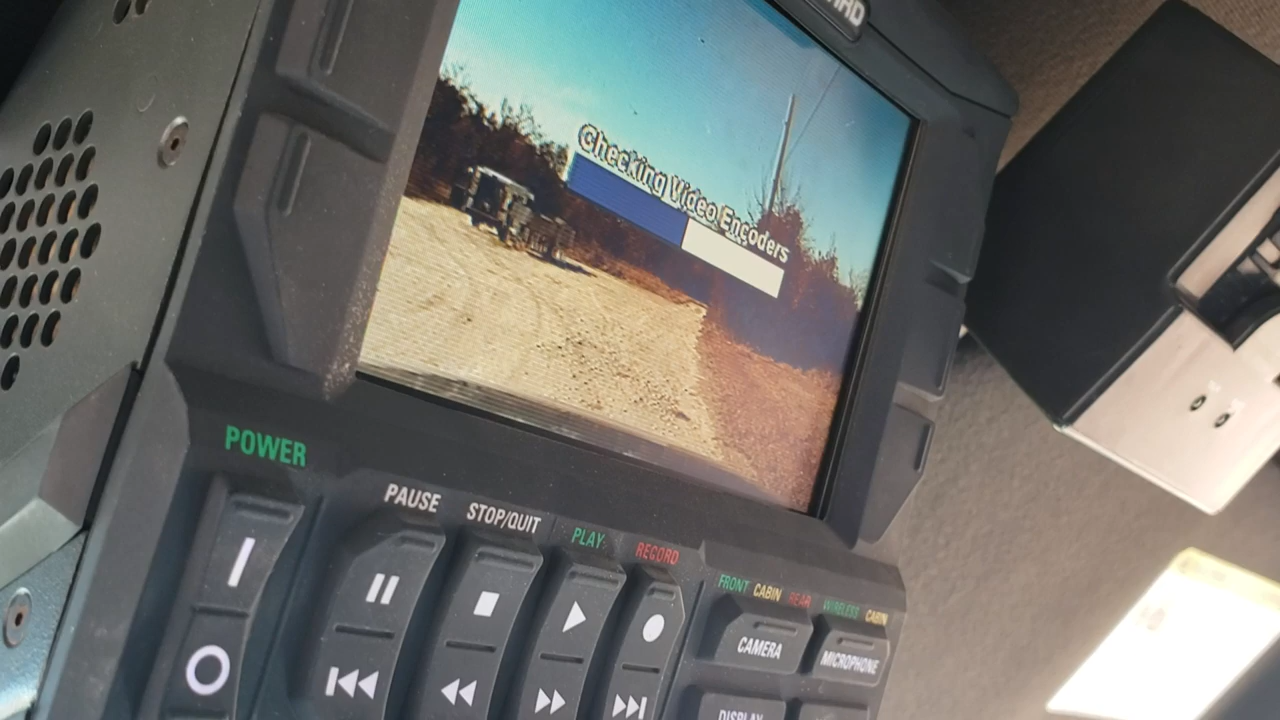 Checking Video Encoders
POWER
PAUSE
STOP/QUIT
PLAY
RECORD
FRONT CABIN REAR
WIRELESS CABIN
CAMERA
MICROPHONE
DISPLAY